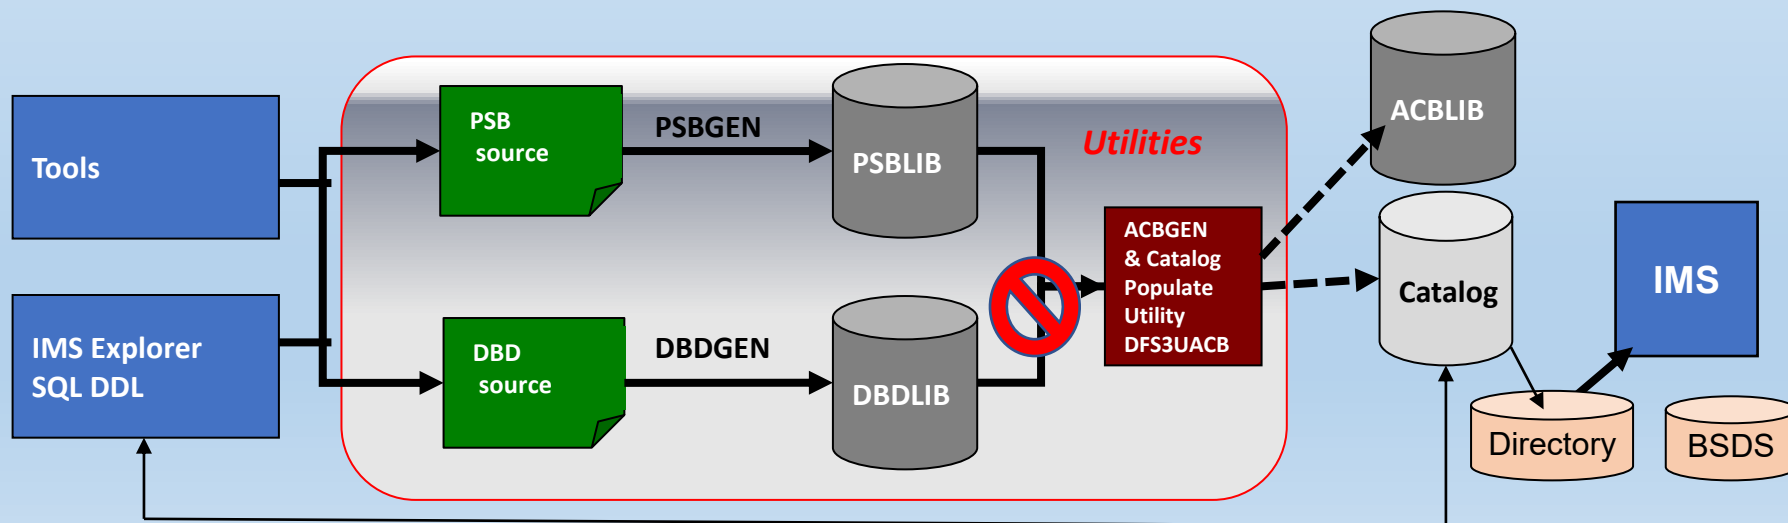 Tools
IMS Explorer
SQL DDL
PSB
source
PSBGEN
PSBLIB
DBD
source
DBDGEN
DBDLIB
Utilities
ACBGEN
& Catalog
Populate
Utility
DFS3UACB
ACBLIB
Catalog
IMS
Directory
BSDS